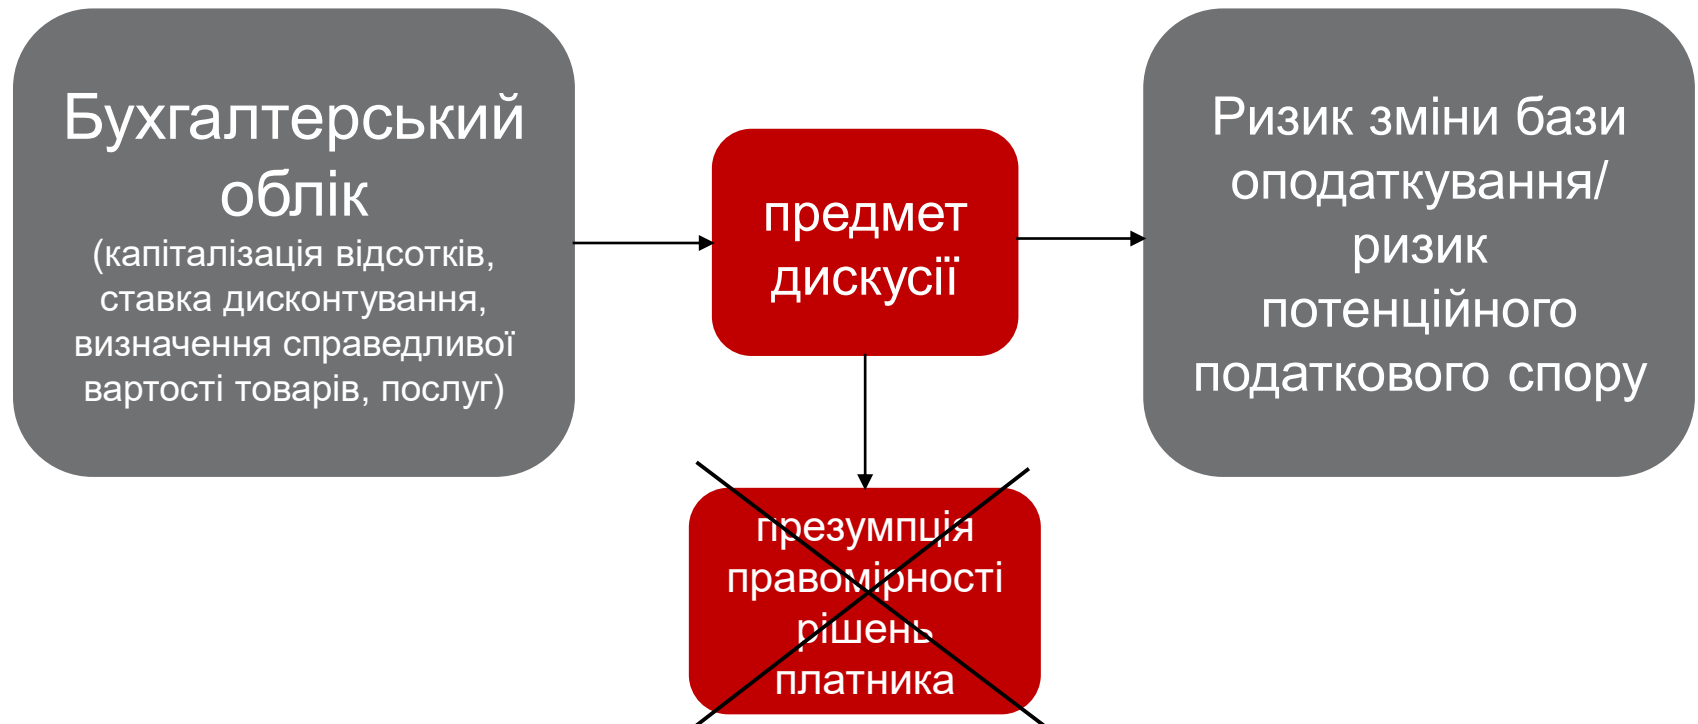 Бухгалтерський
облік
(капіталізація відсотків,
ставка дисконтування,
визначення справедливої
вартості товарів, послуг)
предмет
дискусії
Ризик зміни бази
оподаткування/
ризик
потенційного
податкового спору
презумпція
правомірності
рішень
платника